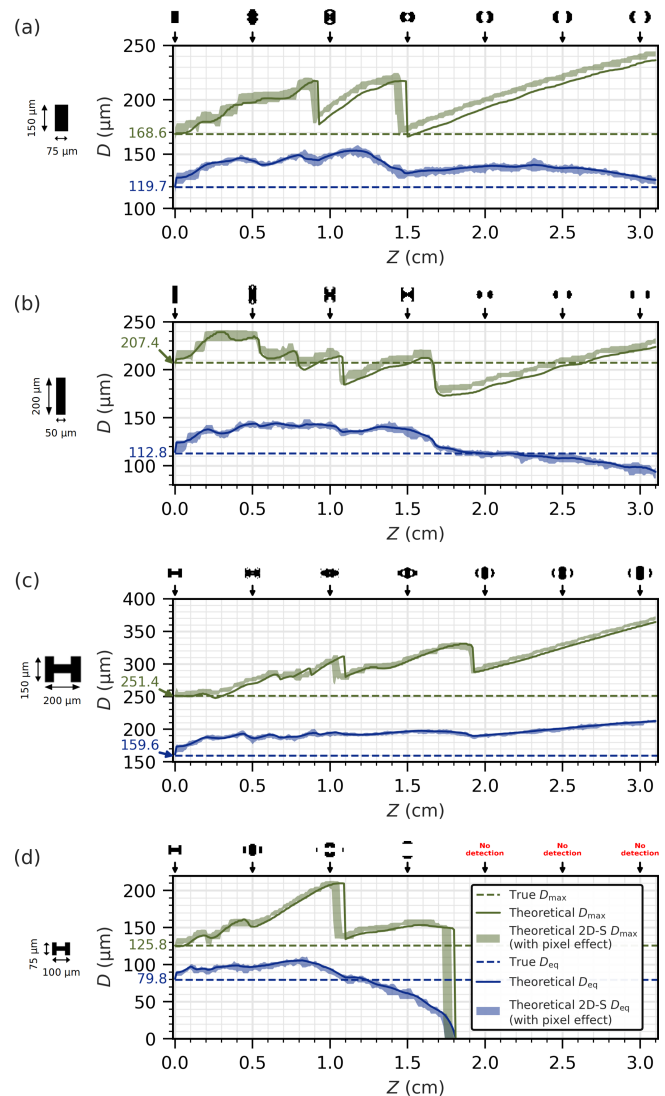 (a)
150 μm
75 μm
D (μm)
250
200
168.6
150
119.7
100
0.0 0.5 1.0 1.5 2.0 2.5 3.0
Z (cm)
(b)
200 μm
50 μm
D (μm)
250
207.4
200
150
112.8
100
0.0 0.5 1.0 1.5 2.0 2.5 3.0
Z (cm)
(c)
150 μm
200 μm
D (μm)
400
350
300
251.4
250
200
159.6
150
0.0 0.5 1.0 1.5 2.0 2.5 3.0
Z (cm)
(d)
No detection No detection No detection
75 μm
100 μm
D (μm)
200
150
125.8
100
79.8
50
0
0.0 0.5 1.0 1.5 2.0 2.5 3.0
Z (cm)
True Dmax
Theoretical Dmax
Theoretical 2D-S Dmax
(with pixel effect)
True Deq
Theoretical Deq
Theoretical 2D-S Deq
(with pixel effect)